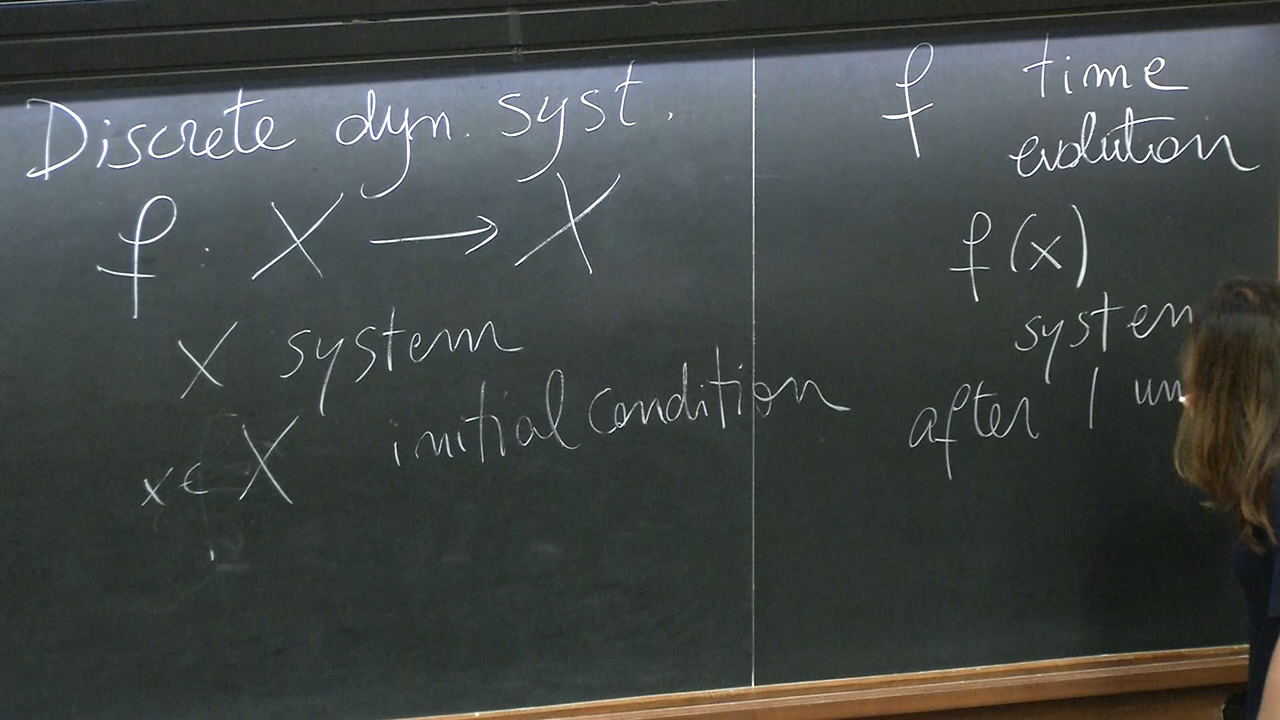 Discrete dyn. syst.
f : X → X
X system
x ∈ X initial condition
f time
evolution
f(x)
system
after 1